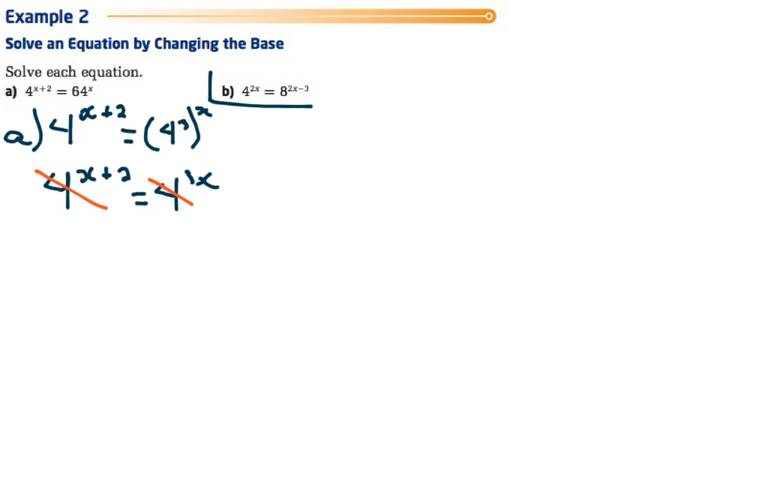 Example 2
Solve an Equation by Changing the Base
Solve each equation.
a) 4^{x+2} = 64^x b) 4^{2x} = 8^{2x−3}
a) 4^{x+2} = (4^3)^x
4^{x+2} = 4^{3x}